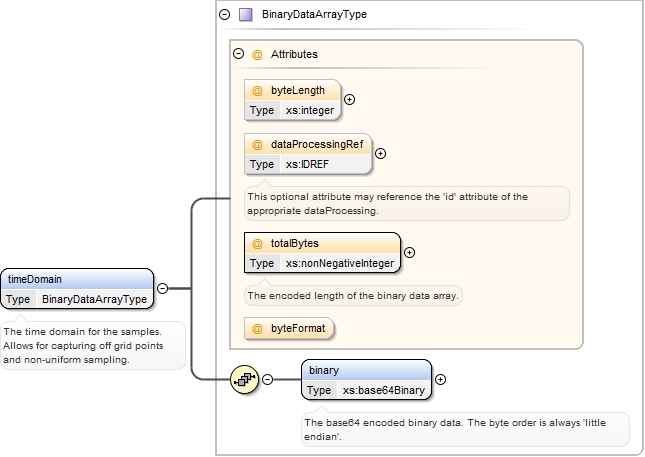 BinaryDataArrayType
@ Attributes
@ byteLength
Type xs:integer
@ dataProcessingRef
Type xs:IDREF
This optional attribute may reference the 'id' attribute of the
appropriate dataProcessing.
@ totalBytes
Type xs:nonNegativeInteger
The encoded length of the binary data array.
@ byteFormat
timeDomain
Type BinaryDataArrayType
The time domain for the samples.
Allows for capturing off grid points
and non-uniform sampling.
binary
Type xs:base64Binary
The base64 encoded binary data. The byte order is always 'little
endian'.